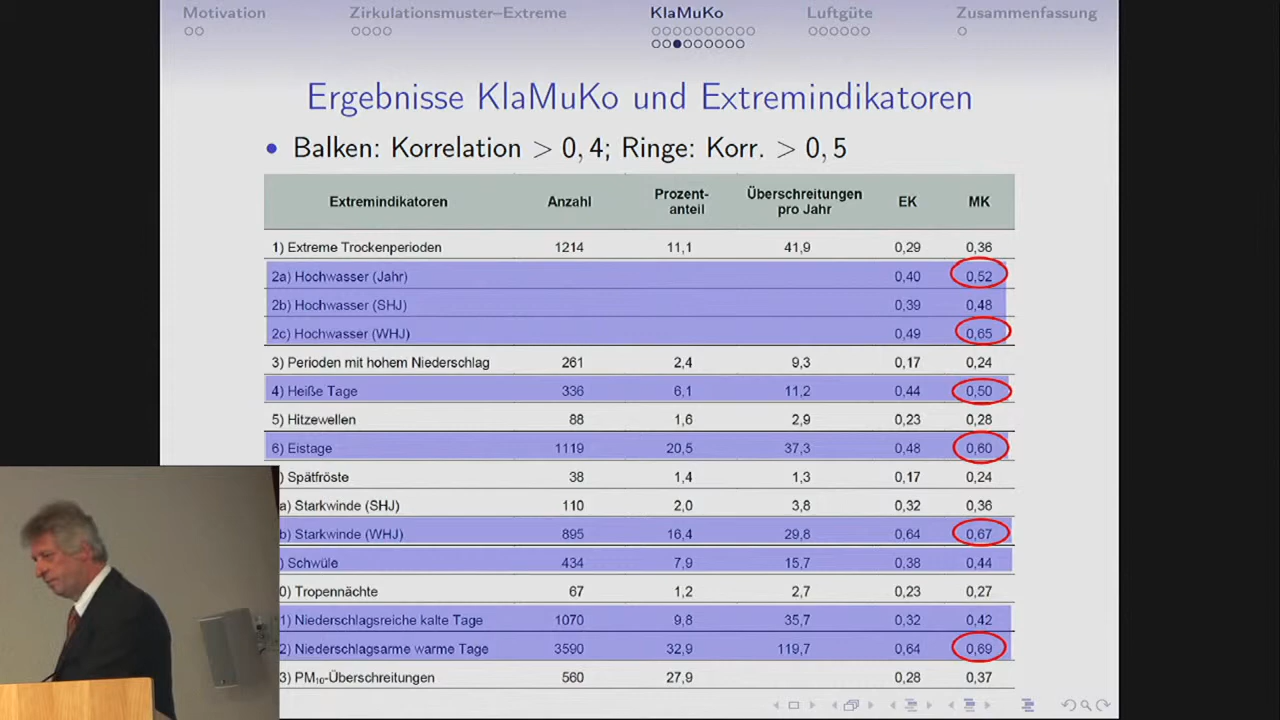 Motivation Zirkulationsmuster–Extreme KlaMuKo Luftgüte Zusammenfassung
Ergebnisse KlaMuKo und Extremindikatoren
Balken: Korrelation > 0, 4; Ringe: Korr. > 0, 5
Extremindikatoren Anzahl Prozent-anteil Überschreitungen pro Jahr EK MK
1) Extreme Trockenperioden 1214 11,1 41,9 0,29 0,36
2a) Hochwasser (Jahr) 0,40 0,52
2b) Hochwasser (SHJ) 0,39 0,48
2c) Hochwasser (WHJ) 0,49 0,65
3) Perioden mit hohem Niederschlag 261 2,4 9,3 0,17 0,24
4) Heiße Tage 336 6,1 11,2 0,44 0,50
5) Hitzewellen 88 1,6 2,9 0,23 0,28
6) Eistage 1119 20,5 37,3 0,48 0,60
) Spätfröste 38 1,4 1,3 0,17 0,24
a) Starkwinde (SHJ) 110 2,0 3,8 0,32 0,36
b) Starkwinde (WHJ) 895 16,4 29,8 0,64 0,67
) Schwüle 434 7,9 15,7 0,38 0,44
0) Tropennächte 67 1,2 2,7 0,23 0,27
1) Niederschlagsreiche kalte Tage 1070 9,8 35,7 0,32 0,42
2) Niederschlagsarme warme Tage 3590 32,9 119,7 0,64 0,69
3) PM₁₀-Überschreitungen 560 27,9 0,28 0,37